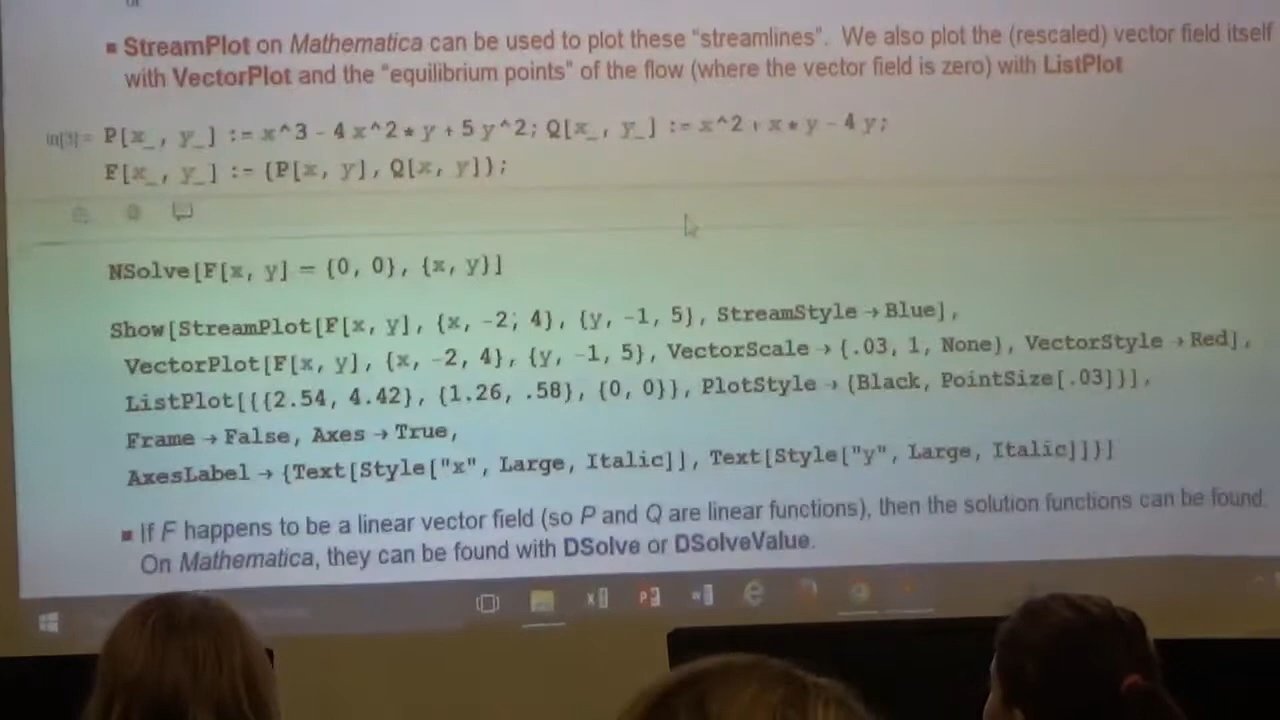 or
▪ StreamPlot on Mathematica can be used to plot these "streamlines". We also plot the (rescaled) vector field itself
with VectorPlot and the "equilibrium points" of the flow (where the vector field is zero) with ListPlot
In[3]:= P[x_, y_] := x^3 - 4 x^2 * y + 5 y^2; Q[x_, y_] := x^2 + x * y - 4 y;
F[x_, y_] := {P[x, y], Q[x, y]};
NSolve[F[x, y] == {0, 0}, {x, y}]
Show[StreamPlot[F[x, y], {x, -2, 4}, {y, -1, 5}, StreamStyle → Blue],
VectorPlot[F[x, y], {x, -2, 4}, {y, -1, 5}, VectorScale → {.03, 1, None}, VectorStyle → Red],
ListPlot[{{2.54, 4.42}, {1.26, .58}, {0, 0}}, PlotStyle → {Black, PointSize[.03]}],
Frame → False, Axes → True,
AxesLabel → {Text[Style["x", Large, Italic]], Text[Style["y", Large, Italic]]}]
▪ If F happens to be a linear vector field (so P and Q are linear functions), then the solution functions can be found.
On Mathematica, they can be found with DSolve or DSolveValue.